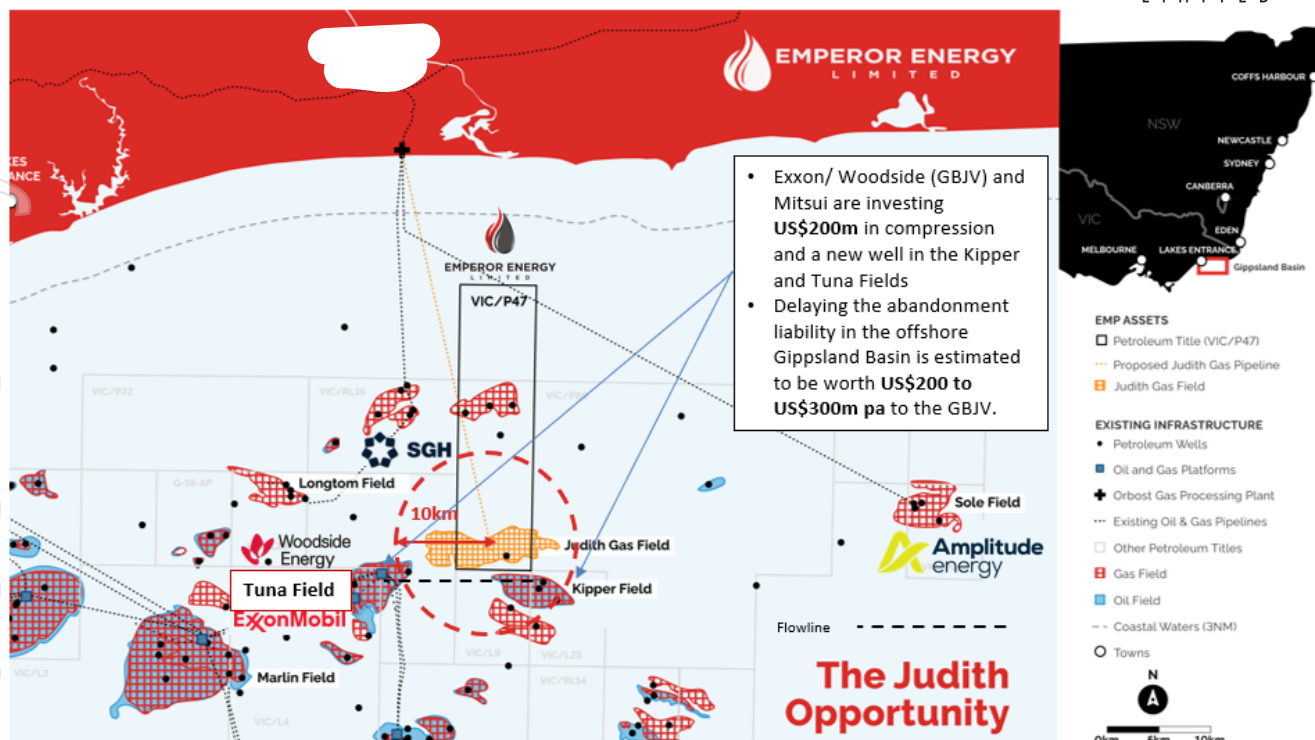 L I M I T E D
EMPEROR ENERGY
L I M I T E D
KES
ANCE
EMPEROR ENERGY
L I M I T E D
VIC/P47
• Exxon/ Woodside (GBJV) and
Mitsui are investing
US$200m in compression
and a new well in the Kipper
and Tuna Fields
• Delaying the abandonment
liability in the offshore
Gippsland Basin is estimated
to be worth US$200 to
US$300m pa to the GBJV.
VIC/P72
VIC/RL16
SGH
G-19-AP
Longtom Field
10km
Sole Field
Woodside
Energy
Judith Gas Field
Amplitude
energy
Tuna Field
Kipper Field
ExxonMobil
Flowline
VIC/L9
VIC/L25
VIC/RL14
VIC/L3
Marlin Field
VIC/L4
The Judith
Opportunity
COFFS HARBOUR
NSW
NEWCASTLE
SYDNEY
CANBERRA
VIC
EDEN
MELBOURNE
LAKES ENTRANCE
Gippsland Basin
EMP ASSETS
Petroleum Title (VIC/P47)
Proposed Judith Gas Pipeline
Judith Gas Field
EXISTING INFRASTRUCTURE
Petroleum Wells
Oil and Gas Platforms
Orbost Gas Processing Plant
Existing Oil & Gas Pipelines
Other Petroleum Titles
Gas Field
Oil Field
Coastal Waters (3NM)
Towns
N
0km 5km 10km